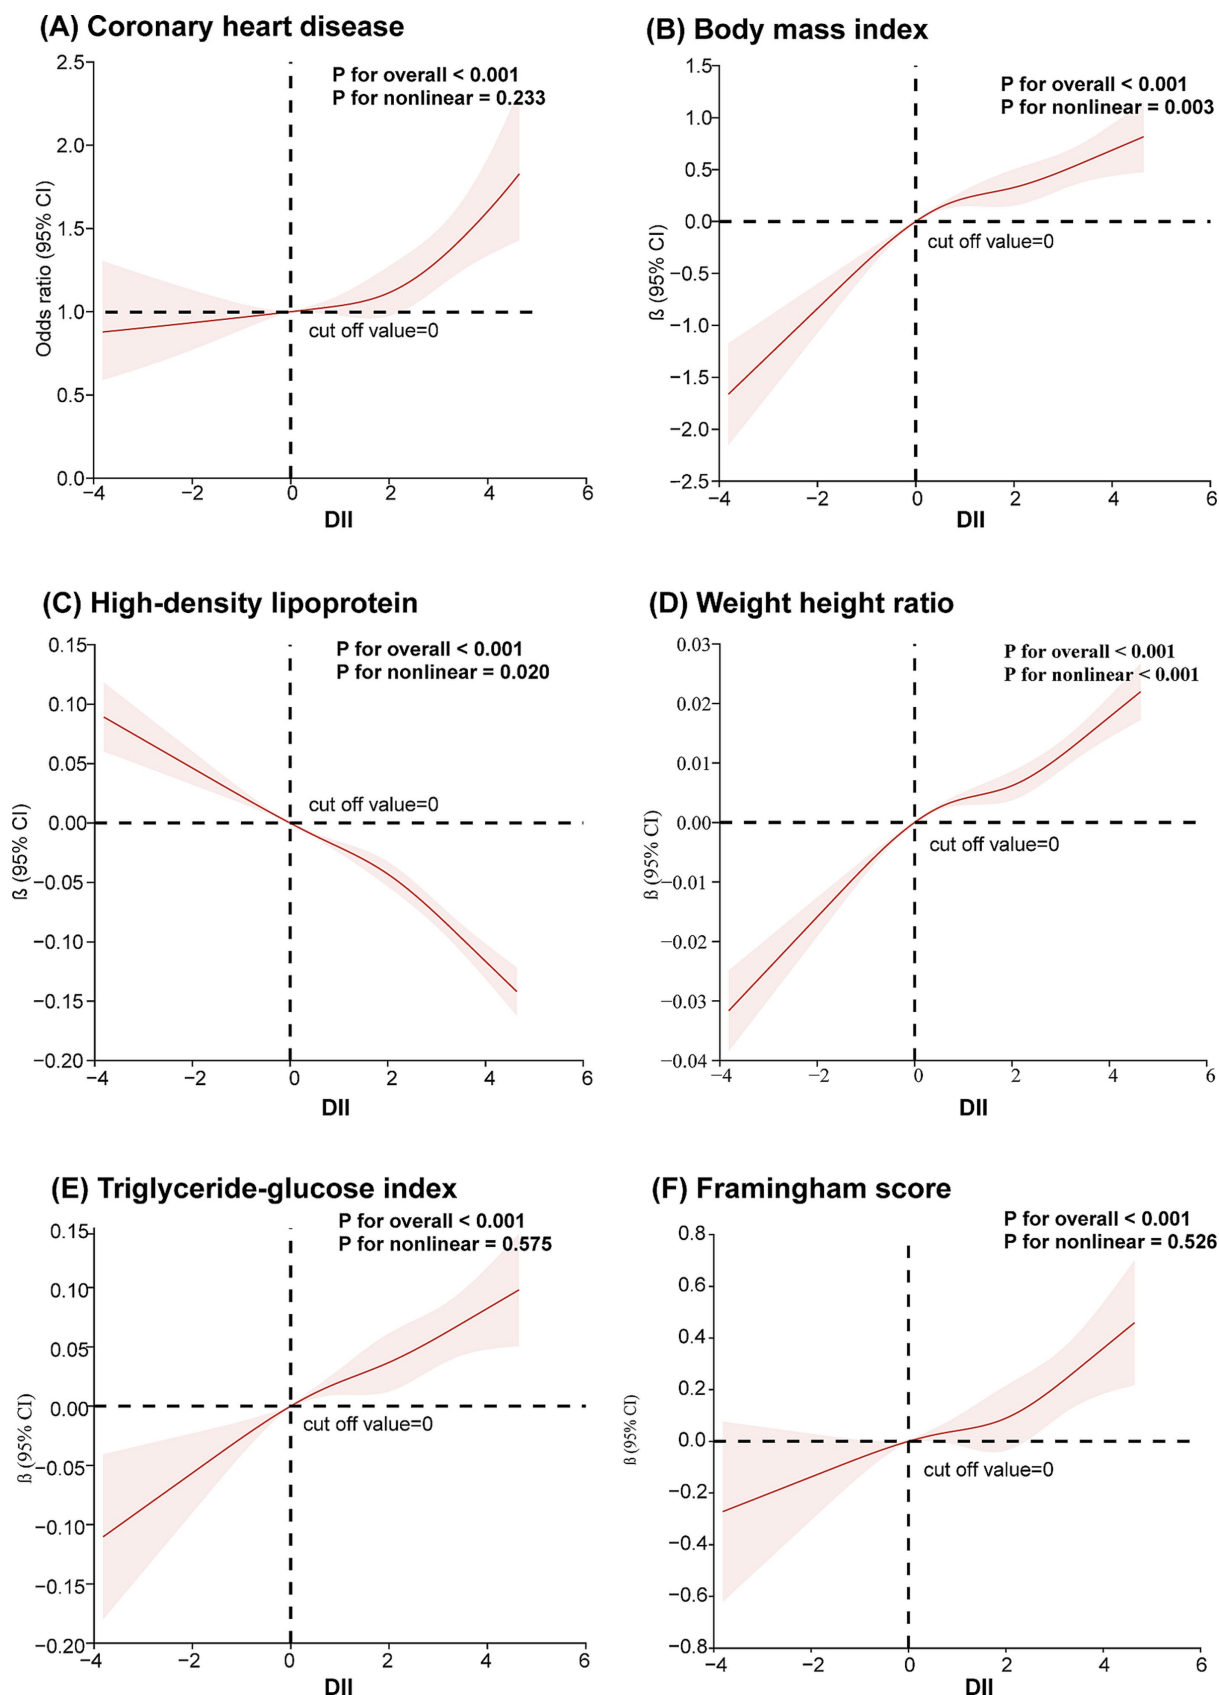 (A) Coronary heart disease
P for overall < 0.001
P for nonlinear = 0.233
2.5
2.0
1.5
1.0
0.5
0.0
Odds ratio (95% CI)
cut off value=0
−4 −2 0 2 4 6
DII
(B) Body mass index
P for overall < 0.001
P for nonlinear = 0.003
1.5
1.0
0.5
0.0
−0.5
−1.0
−1.5
−2.0
−2.5
ß (95% CI)
cut off value=0
−4 −2 0 2 4 6
DII
(C) High-density lipoprotein
P for overall < 0.001
P for nonlinear = 0.020
0.15
0.10
0.05
0.00
−0.05
−0.10
−0.15
−0.20
ß (95% CI)
cut off value=0
−4 −2 0 2 4 6
DII
(D) Weight height ratio
P for overall < 0.001
P for nonlinear < 0.001
0.03
0.02
0.01
0.00
−0.01
−0.02
−0.03
−0.04
ß (95% CI)
cut off value=0
−4 −2 0 2 4 6
DII
(E) Triglyceride-glucose index
P for overall < 0.001
P for nonlinear = 0.575
0.15
0.10
0.05
0.00
−0.05
−0.10
−0.15
−0.20
ß (95% CI)
cut off value=0
−4 −2 0 2 4 6
DII
(F) Framingham score
P for overall < 0.001
P for nonlinear = 0.526
0.8
0.6
0.4
0.2
0.0
−0.2
−0.4
−0.6
−0.8
ß (95% CI)
cut off value=0
−4 −2 0 2 4 6
DII